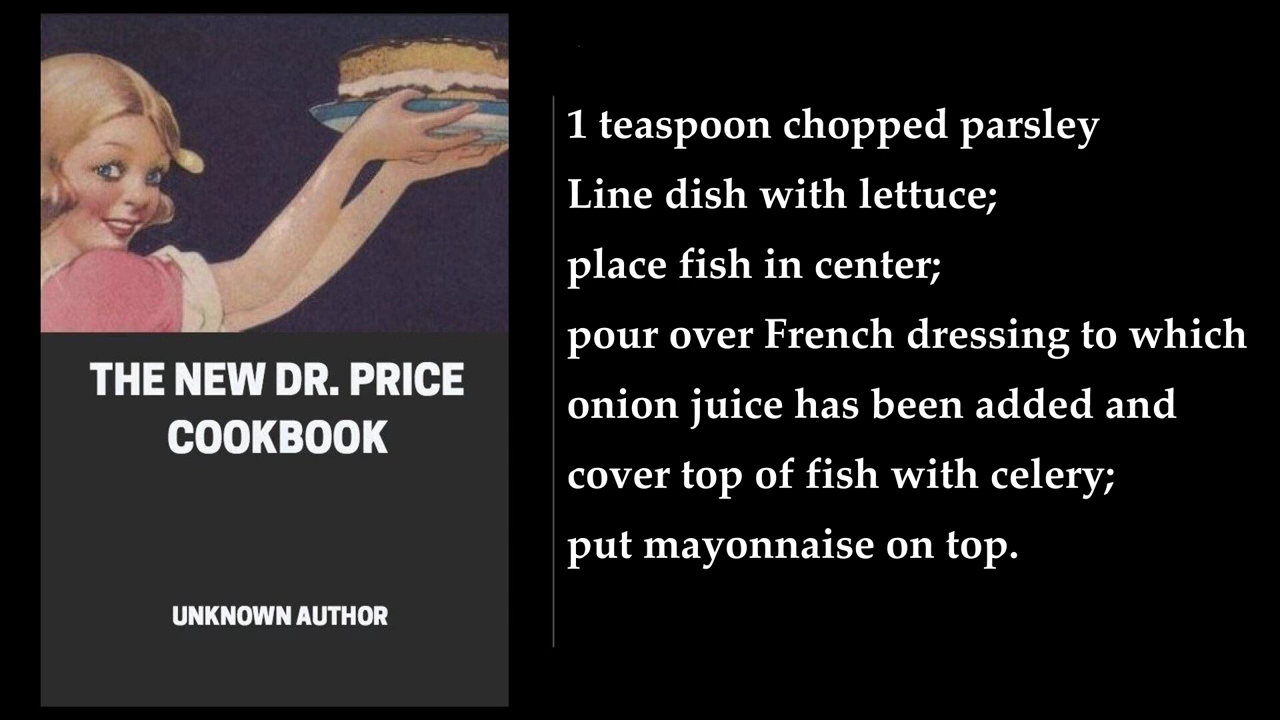 THE NEW DR. PRICE
COOKBOOK
UNKNOWN AUTHOR
1 teaspoon chopped parsley
Line dish with lettuce;
place fish in center;
pour over French dressing to which
onion juice has been added and
cover top of fish with celery;
put mayonnaise on top.